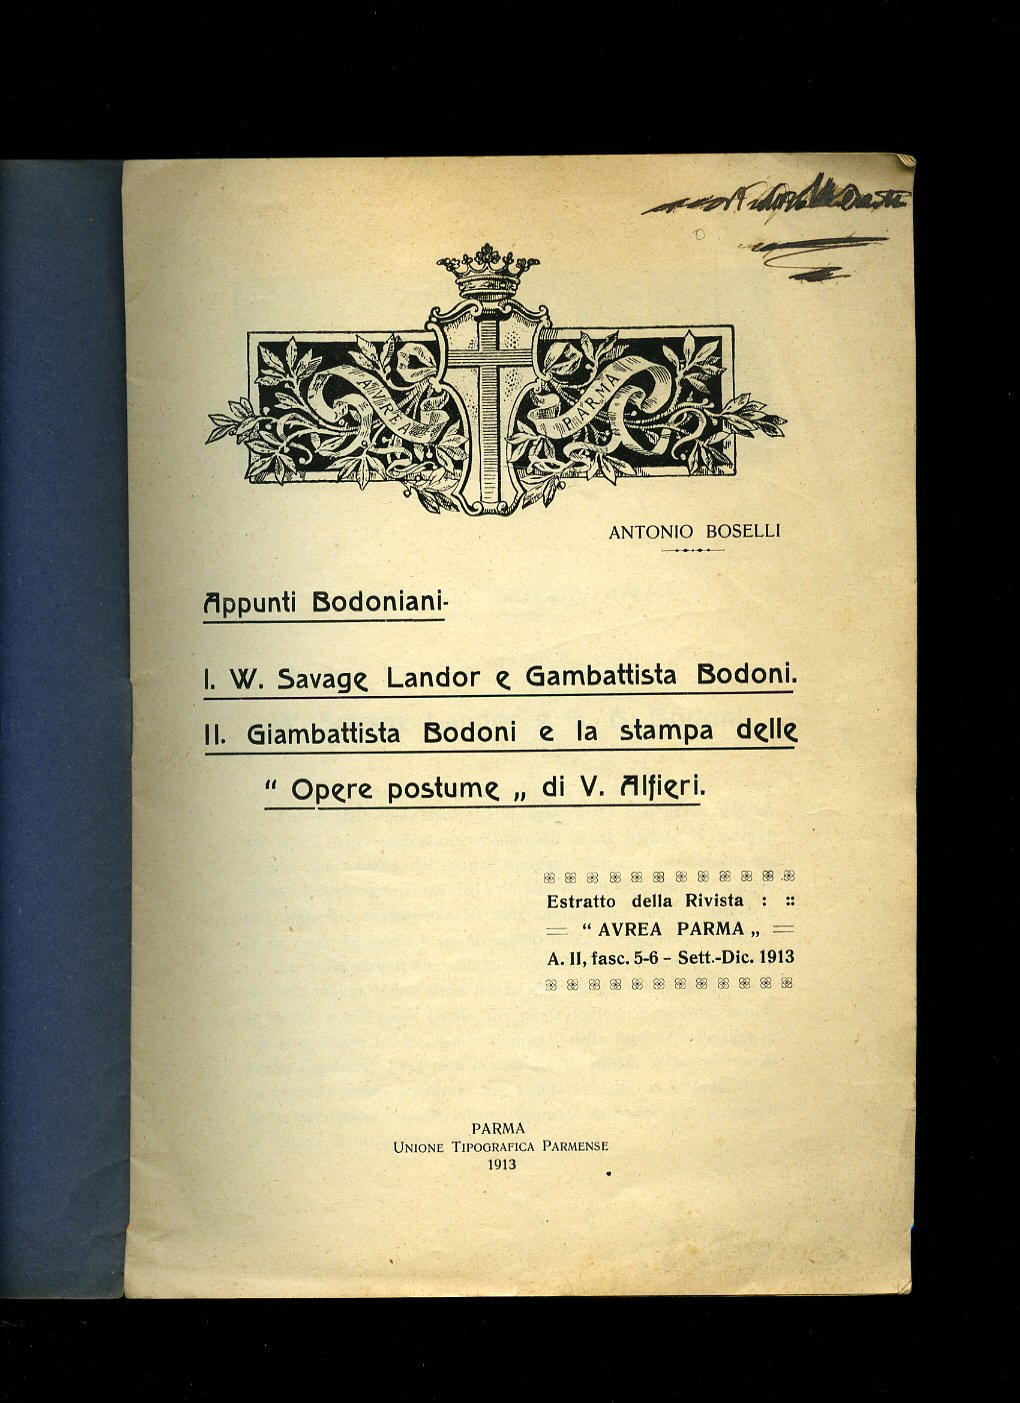 AVREA PARMA
ANTONIO BOSELLI
Appunti Bodoniani-
I. W. Savage Landor e Gambattista Bodoni.
II. Giambattista Bodoni e la stampa delle
“ Opere postume „ di V. Alfieri.
Estratto della Rivista : ::
“ AVREA PARMA „
A. II, fasc. 5-6 – Sett.-Dic. 1913
PARMA
UNIONE TIPOGRAFICA PARMENSE
1913